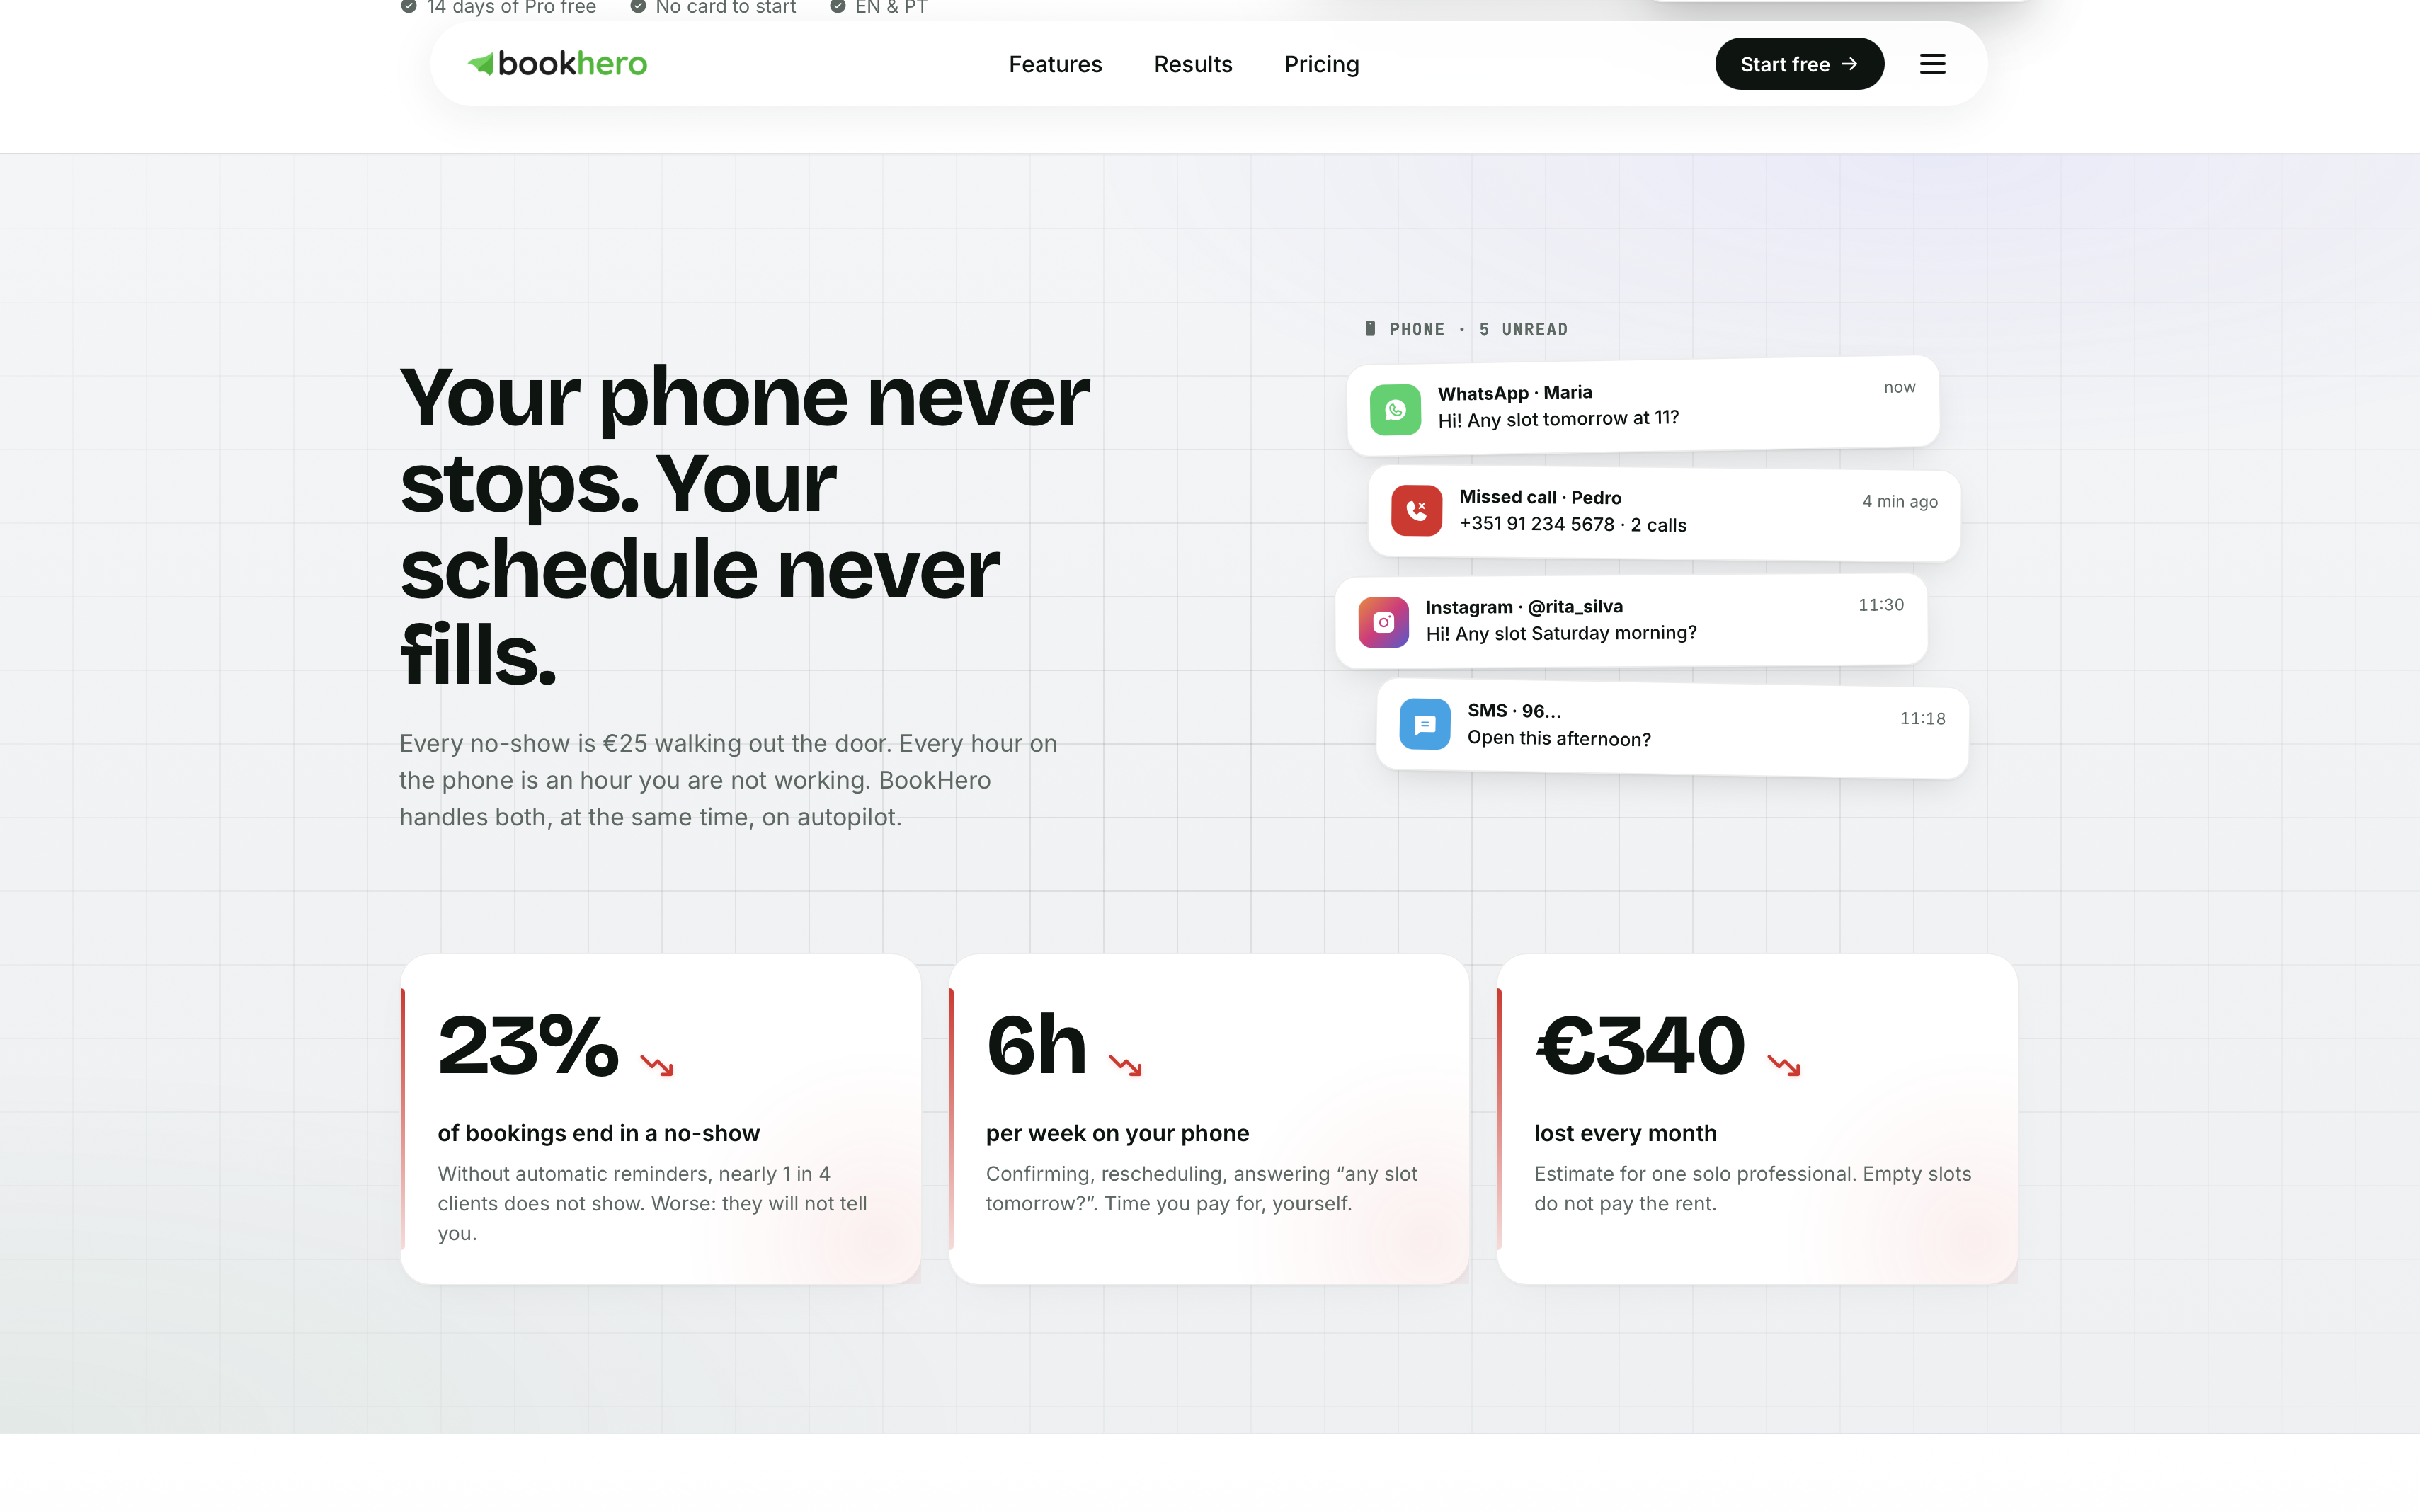 14 days of Pro free No card to start EN & PT
bookhero Features Results Pricing Start free →
PHONE · 5 UNREAD
Your phone never
stops. Your
schedule never
fills.
Every no-show is €25 walking out the door. Every hour on
the phone is an hour you are not working. BookHero
handles both, at the same time, on autopilot.
WhatsApp · Maria now
Hi! Any slot tomorrow at 11?
Missed call · Pedro 4 min ago
+351 91 234 5678 · 2 calls
Instagram · @rita_silva 11:30
Hi! Any slot Saturday morning?
SMS · 96... 11:18
Open this afternoon?
23%
of bookings end in a no-show
Without automatic reminders, nearly 1 in 4
clients does not show. Worse: they will not tell
you.
6h
per week on your phone
Confirming, rescheduling, answering “any slot
tomorrow?”. Time you pay for, yourself.
€340
lost every month
Estimate for one solo professional. Empty slots
do not pay the rent.